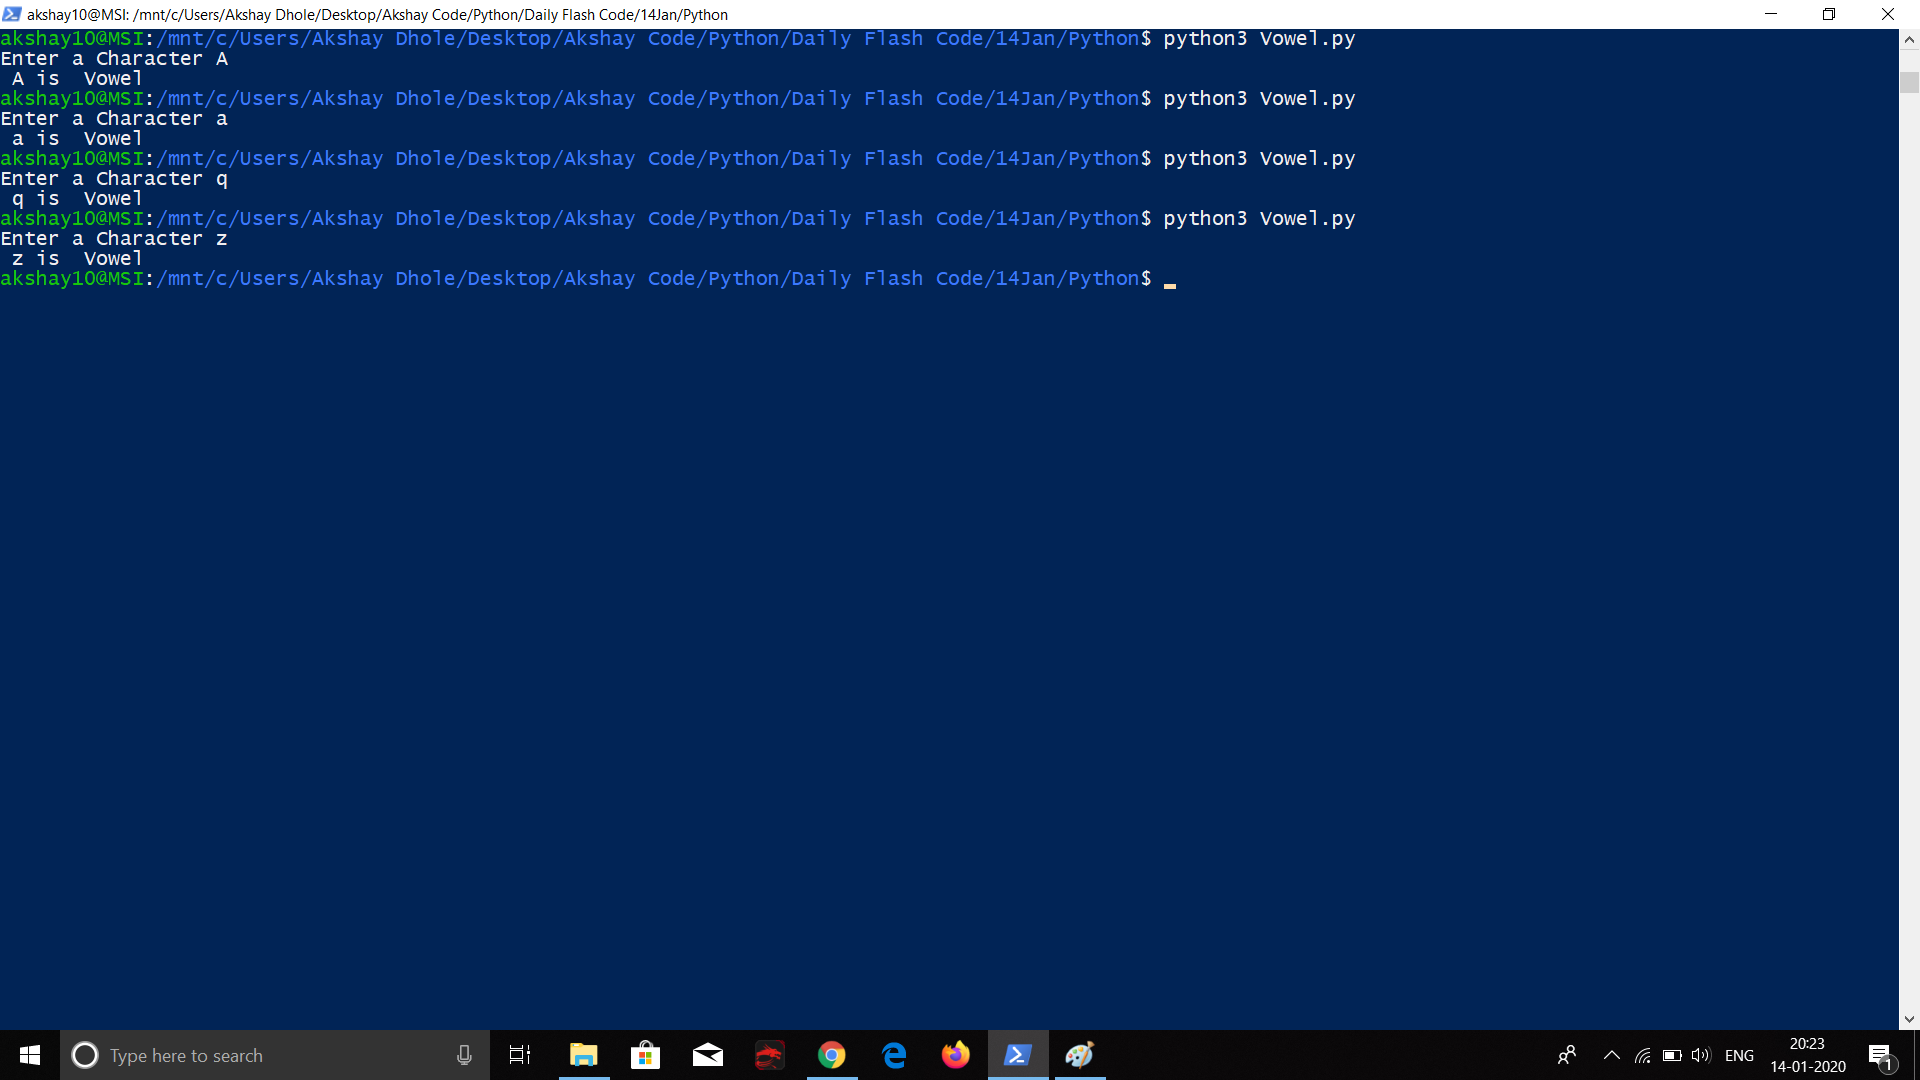 akshay10@MSI: /mnt/c/Users/Akshay Dhole/Desktop/Akshay Code/Python/Daily Flash Code/14Jan/Python
akshay10@MSI:/mnt/c/Users/Akshay Dhole/Desktop/Akshay Code/Python/Daily Flash Code/14Jan/Python$ python3 Vowel.py
Enter a Character A
 A is  Vowel
akshay10@MSI:/mnt/c/Users/Akshay Dhole/Desktop/Akshay Code/Python/Daily Flash Code/14Jan/Python$ python3 Vowel.py
Enter a Character a
 a is  Vowel
akshay10@MSI:/mnt/c/Users/Akshay Dhole/Desktop/Akshay Code/Python/Daily Flash Code/14Jan/Python$ python3 Vowel.py
Enter a Character q
 q is  Vowel
akshay10@MSI:/mnt/c/Users/Akshay Dhole/Desktop/Akshay Code/Python/Daily Flash Code/14Jan/Python$ python3 Vowel.py
Enter a Character z
 z is  Vowel
akshay10@MSI:/mnt/c/Users/Akshay Dhole/Desktop/Akshay Code/Python/Daily Flash Code/14Jan/Python$
Type here to search
ENG
20:23
14-01-2020
1